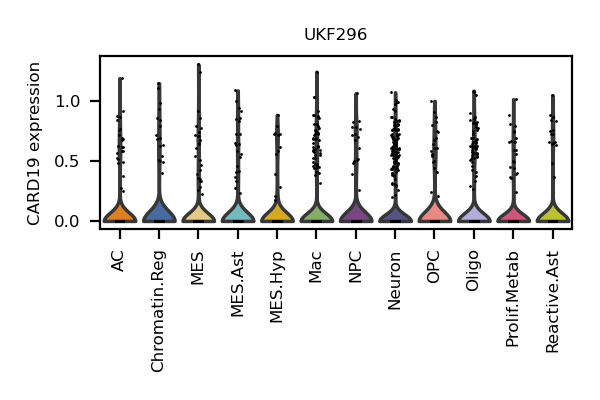 UKF296
CARD19 expression
1.0
0.5
0.0
AC
Chromatin.Reg
MES
MES.Ast
MES.Hyp
Mac
NPC
Neuron
OPC
Oligo
Prolif.Metab
Reactive.Ast